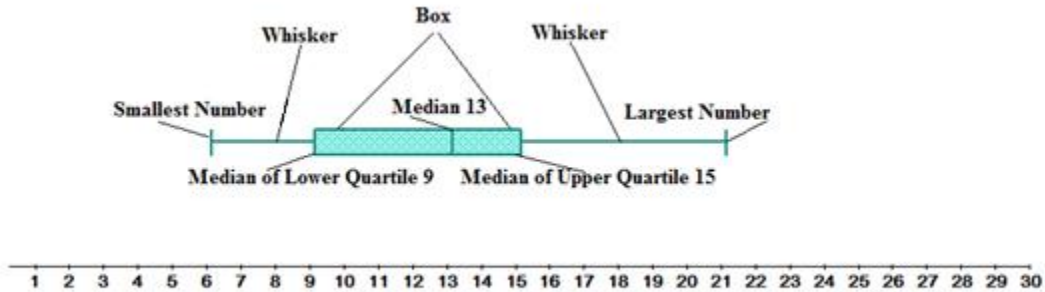 Box
Whisker
Whisker
Smallest Number
Median 13
Largest Number
Median of Lower Quartile 9
Median of Upper Quartile 15
1 2 3 4 5 6 7 8 9 10 11 12 13 14 15 16 17 18 19 20 21 22 23 24 25 26 27 28 29 30